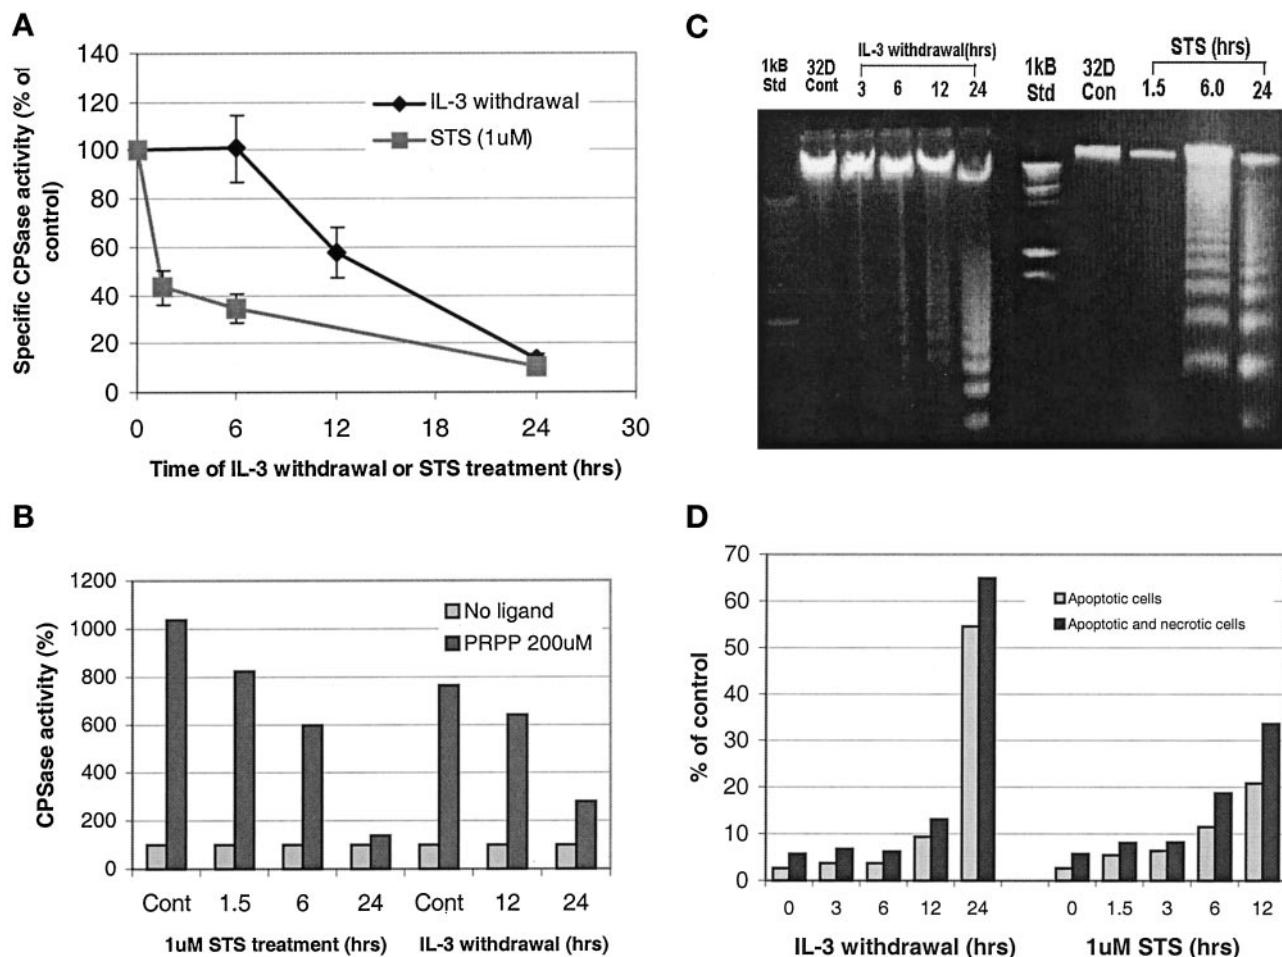 A
Specific CPSase activity (% of control)
140
120
100
80
60
40
20
0
IL-3 withdrawal
STS (1uM)
0 6 12 18 24 30
Time of IL-3 withdrawal or STS treatment (hrs)
B
CPSase activity (%)
1200
1000
800
600
400
200
0
No ligand
PRPP 200uM
Cont 1.5 6 24 Cont 12 24
1uM STS treatment (hrs) IL-3 withdrawal (hrs)
C
IL-3 withdrawal(hrs)
STS (hrs)
1kB Std
32D Cont
3 6 12 24
1kB Std
32D Con
1.5 6.0 24
D
% of control
70
60
50
40
30
20
10
0
Apoptotic cells
Apoptotic and necrotic cells
0 3 6 12 24 0 1.5 3 6 12
IL-3 withdrawal (hrs) 1uM STS (hrs)